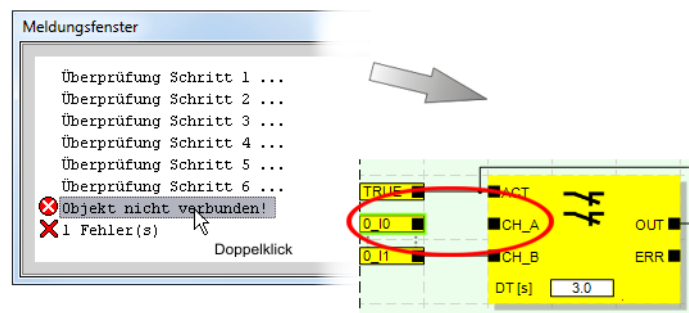 Meldungsfenster
Überprüfung Schritt 1 ...
Überprüfung Schritt 2 ...
Überprüfung Schritt 3 ...
Überprüfung Schritt 4 ...
Überprüfung Schritt 5 ...
Überprüfung Schritt 6 ...
Objekt nicht verbunden!
1 Fehler(s)
Doppelklick
TRUE
ACT
0_I0
CH_A
OUT
0_I1
CH_B
ERR
DT [s] 3.0